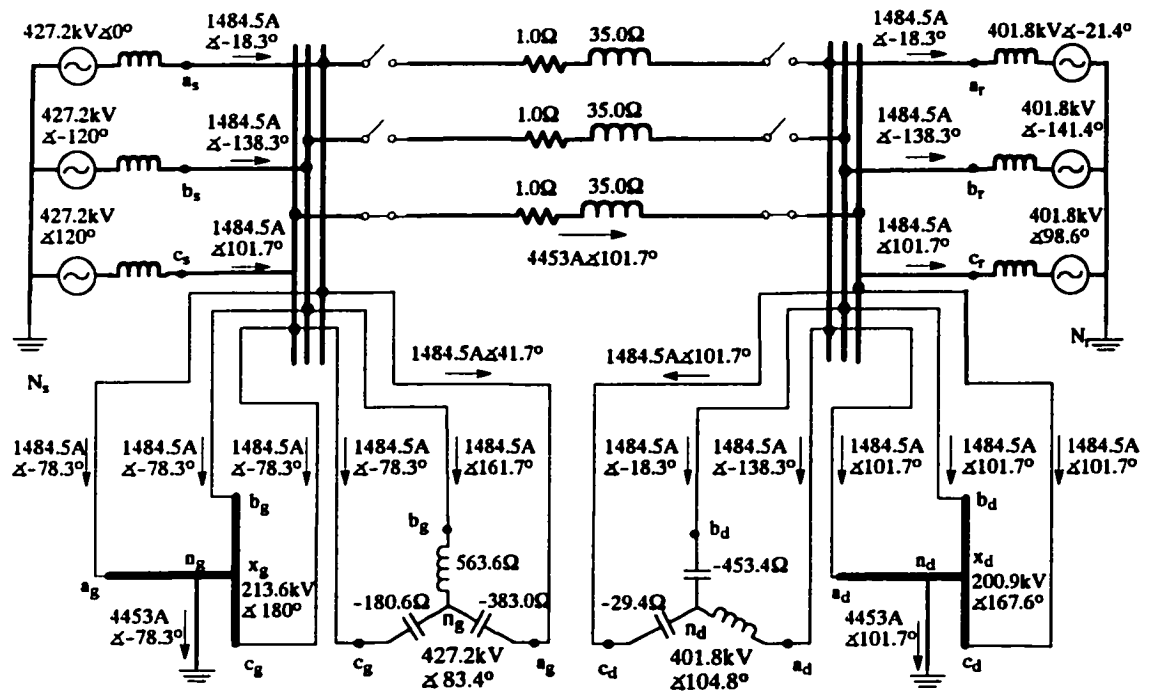 427.2kV∡0°
1484.5A
∡-18.3°
1.0Ω
35.0Ω
1484.5A
∡-18.3°
401.8kV∡-21.4°
a_s
a_r
427.2kV
∡-120°
1484.5A
∡-138.3°
1.0Ω
35.0Ω
1484.5A
∡-138.3°
401.8kV
∡-141.4°
b_s
b_r
427.2kV
∡120°
1484.5A
∡101.7°
1.0Ω
35.0Ω
1484.5A
∡101.7°
401.8kV
∡98.6°
c_s
4453A∡101.7°
c_r
N_s
N_r
1484.5A∡41.7°
1484.5A∡101.7°
1484.5A
∡-78.3°
1484.5A
∡-78.3°
1484.5A
∡-78.3°
1484.5A
∡-78.3°
1484.5A
∡161.7°
1484.5A
∡-18.3°
1484.5A
∡-138.3°
1484.5A
∡101.7°
1484.5A
∡101.7°
1484.5A
∡101.7°
b_g
b_g
b_d
b_d
n_g
x_g
213.6kV
∡180°
a_g
4453A
∡-78.3°
c_g
563.6Ω
-180.6Ω
-383.0Ω
n_g
c_g
a_g
427.2kV
∡83.4°
-453.4Ω
-29.4Ω
n_d
c_d
a_d
401.8kV
∡104.8°
n_d
x_d
200.9kV
∡167.6°
a_d
4453A
∡101.7°
c_d